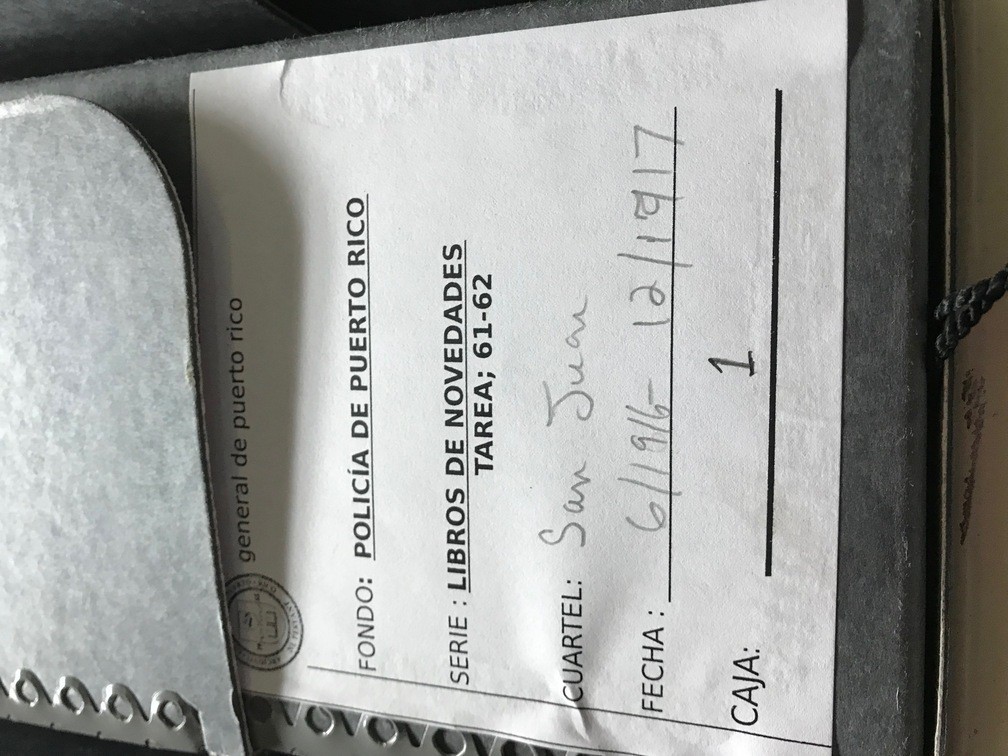 general de puerto rico
FONDO: POLICÍA DE PUERTO RICO
SERIE : LIBROS DE NOVEDADES
TAREA; 61-62
CUARTEL: San Juan
FECHA : 6/1916- 12/1917
CAJA: 1